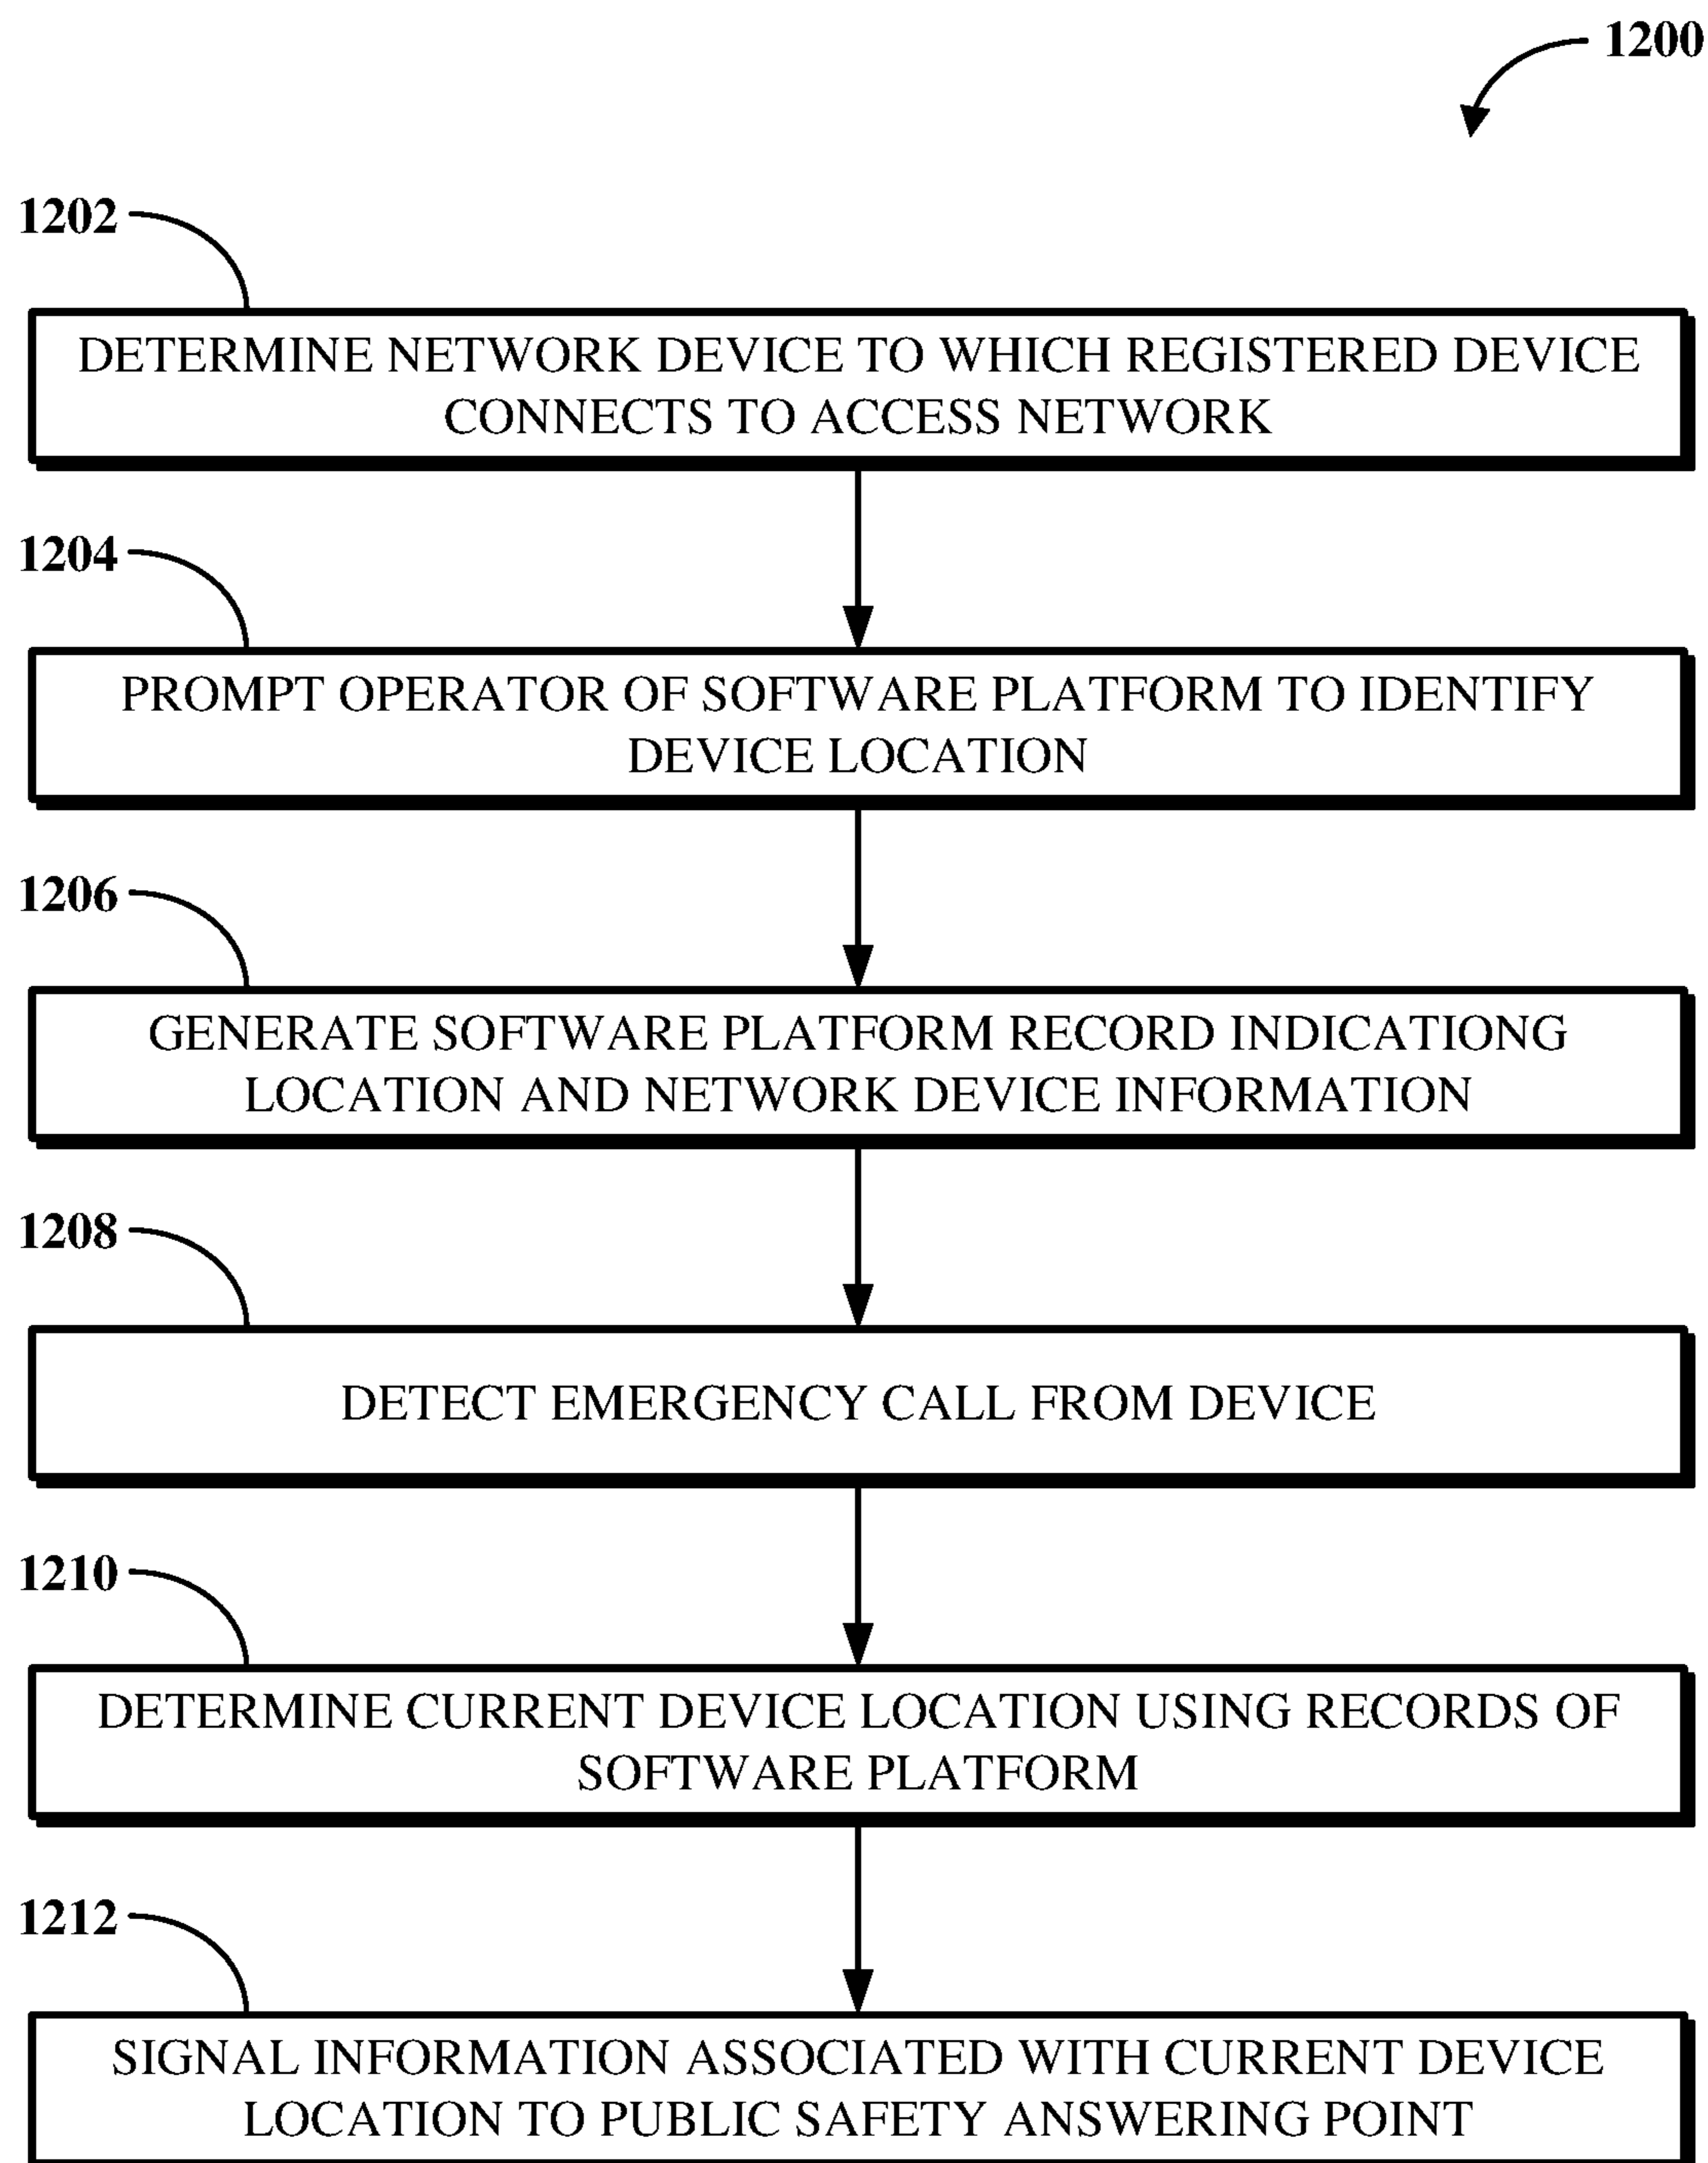 1200
1202
DETERMINE NETWORK DEVICE TO WHICH REGISTERED DEVICE
CONNECTS TO ACCESS NETWORK
1204
PROMPT OPERATOR OF SOFTWARE PLATFORM TO IDENTIFY
DEVICE LOCATION
1206
GENERATE SOFTWARE PLATFORM RECORD INDICATIONG
LOCATION AND NETWORK DEVICE INFORMATION
1208
DETECT EMERGENCY CALL FROM DEVICE
1210
DETERMINE CURRENT DEVICE LOCATION USING RECORDS OF
SOFTWARE PLATFORM
1212
SIGNAL INFORMATION ASSOCIATED WITH CURRENT DEVICE
LOCATION TO PUBLIC SAFETY ANSWERING POINT